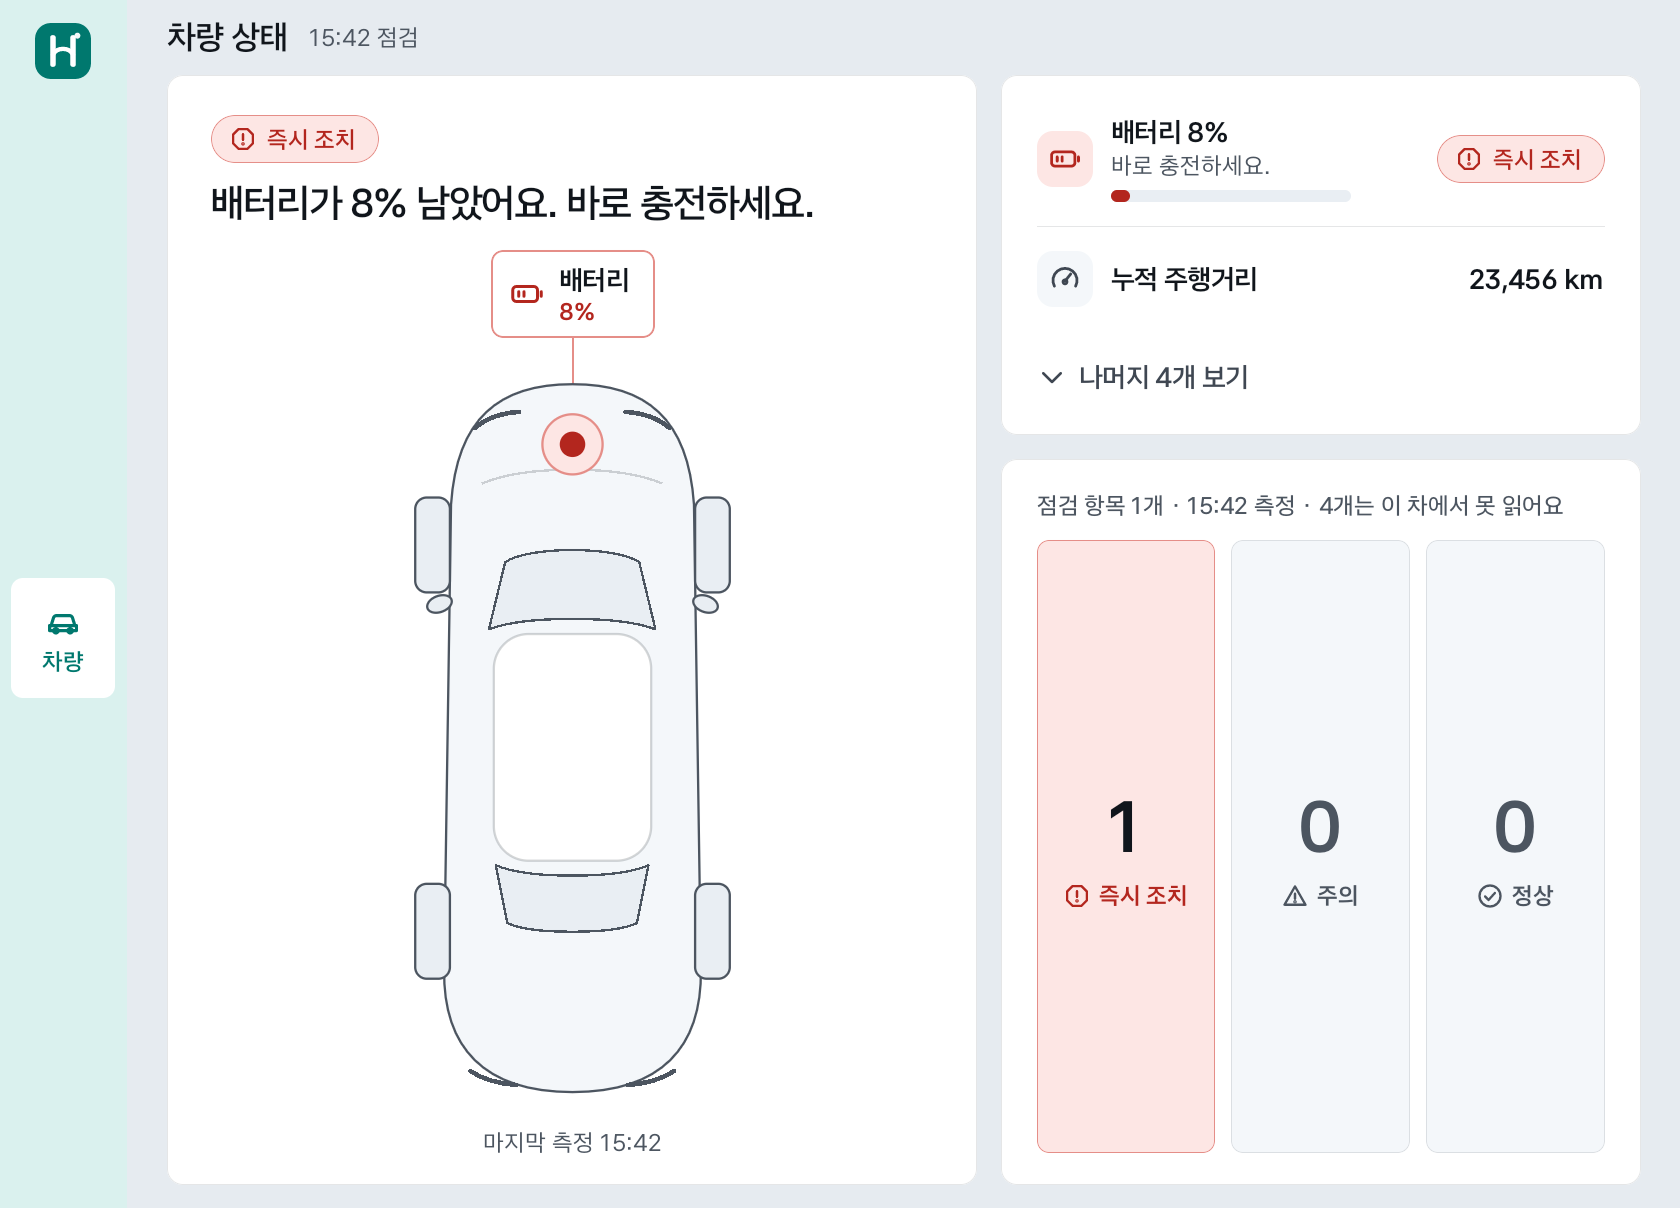 차량 상태 15:42 점검
차량
즉시 조치
배터리가 8% 남았어요. 바로 충전하세요.
배터리
8%
마지막 측정 15:42
배터리 8%
바로 충전하세요.
즉시 조치
누적 주행거리 23,456 km
나머지 4개 보기
점검 항목 1개 · 15:42 측정 · 4개는 이 차에서 못 읽어요
1
즉시 조치
0
주의
0
정상